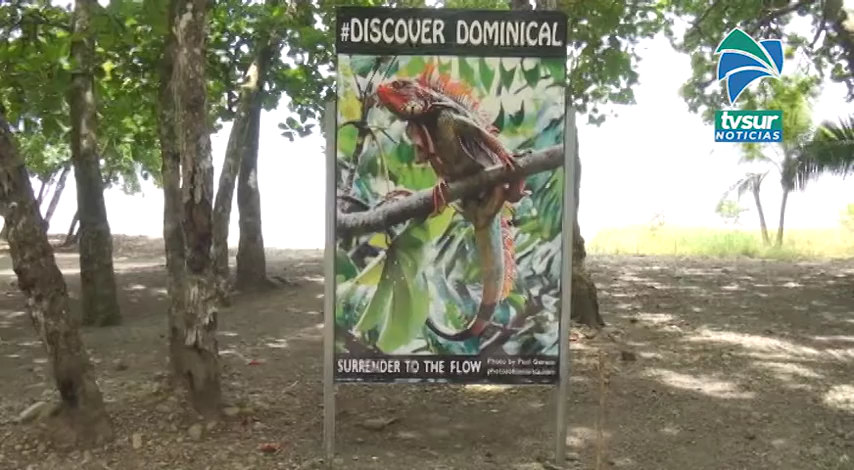 #DISCOVER DOMINICAL
tvsur
NOTICIAS
SURRENDER TO THE FLOW
Photo by Paul Gerace